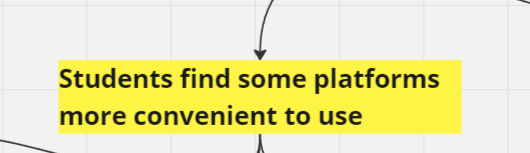 Students find some platforms
more convenient to use